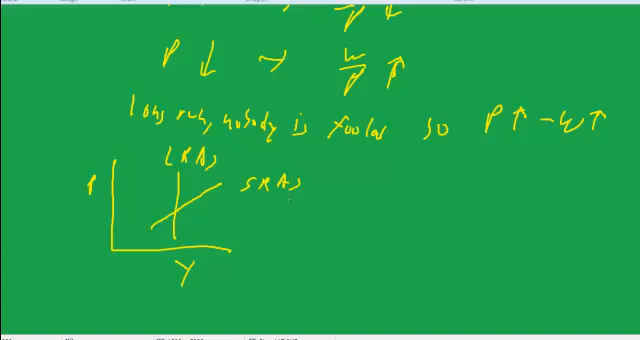 P ↓ → W/P ↑
long run, nobody is fooled so P↑ → W↑
LRAS
P
SRAS
Y